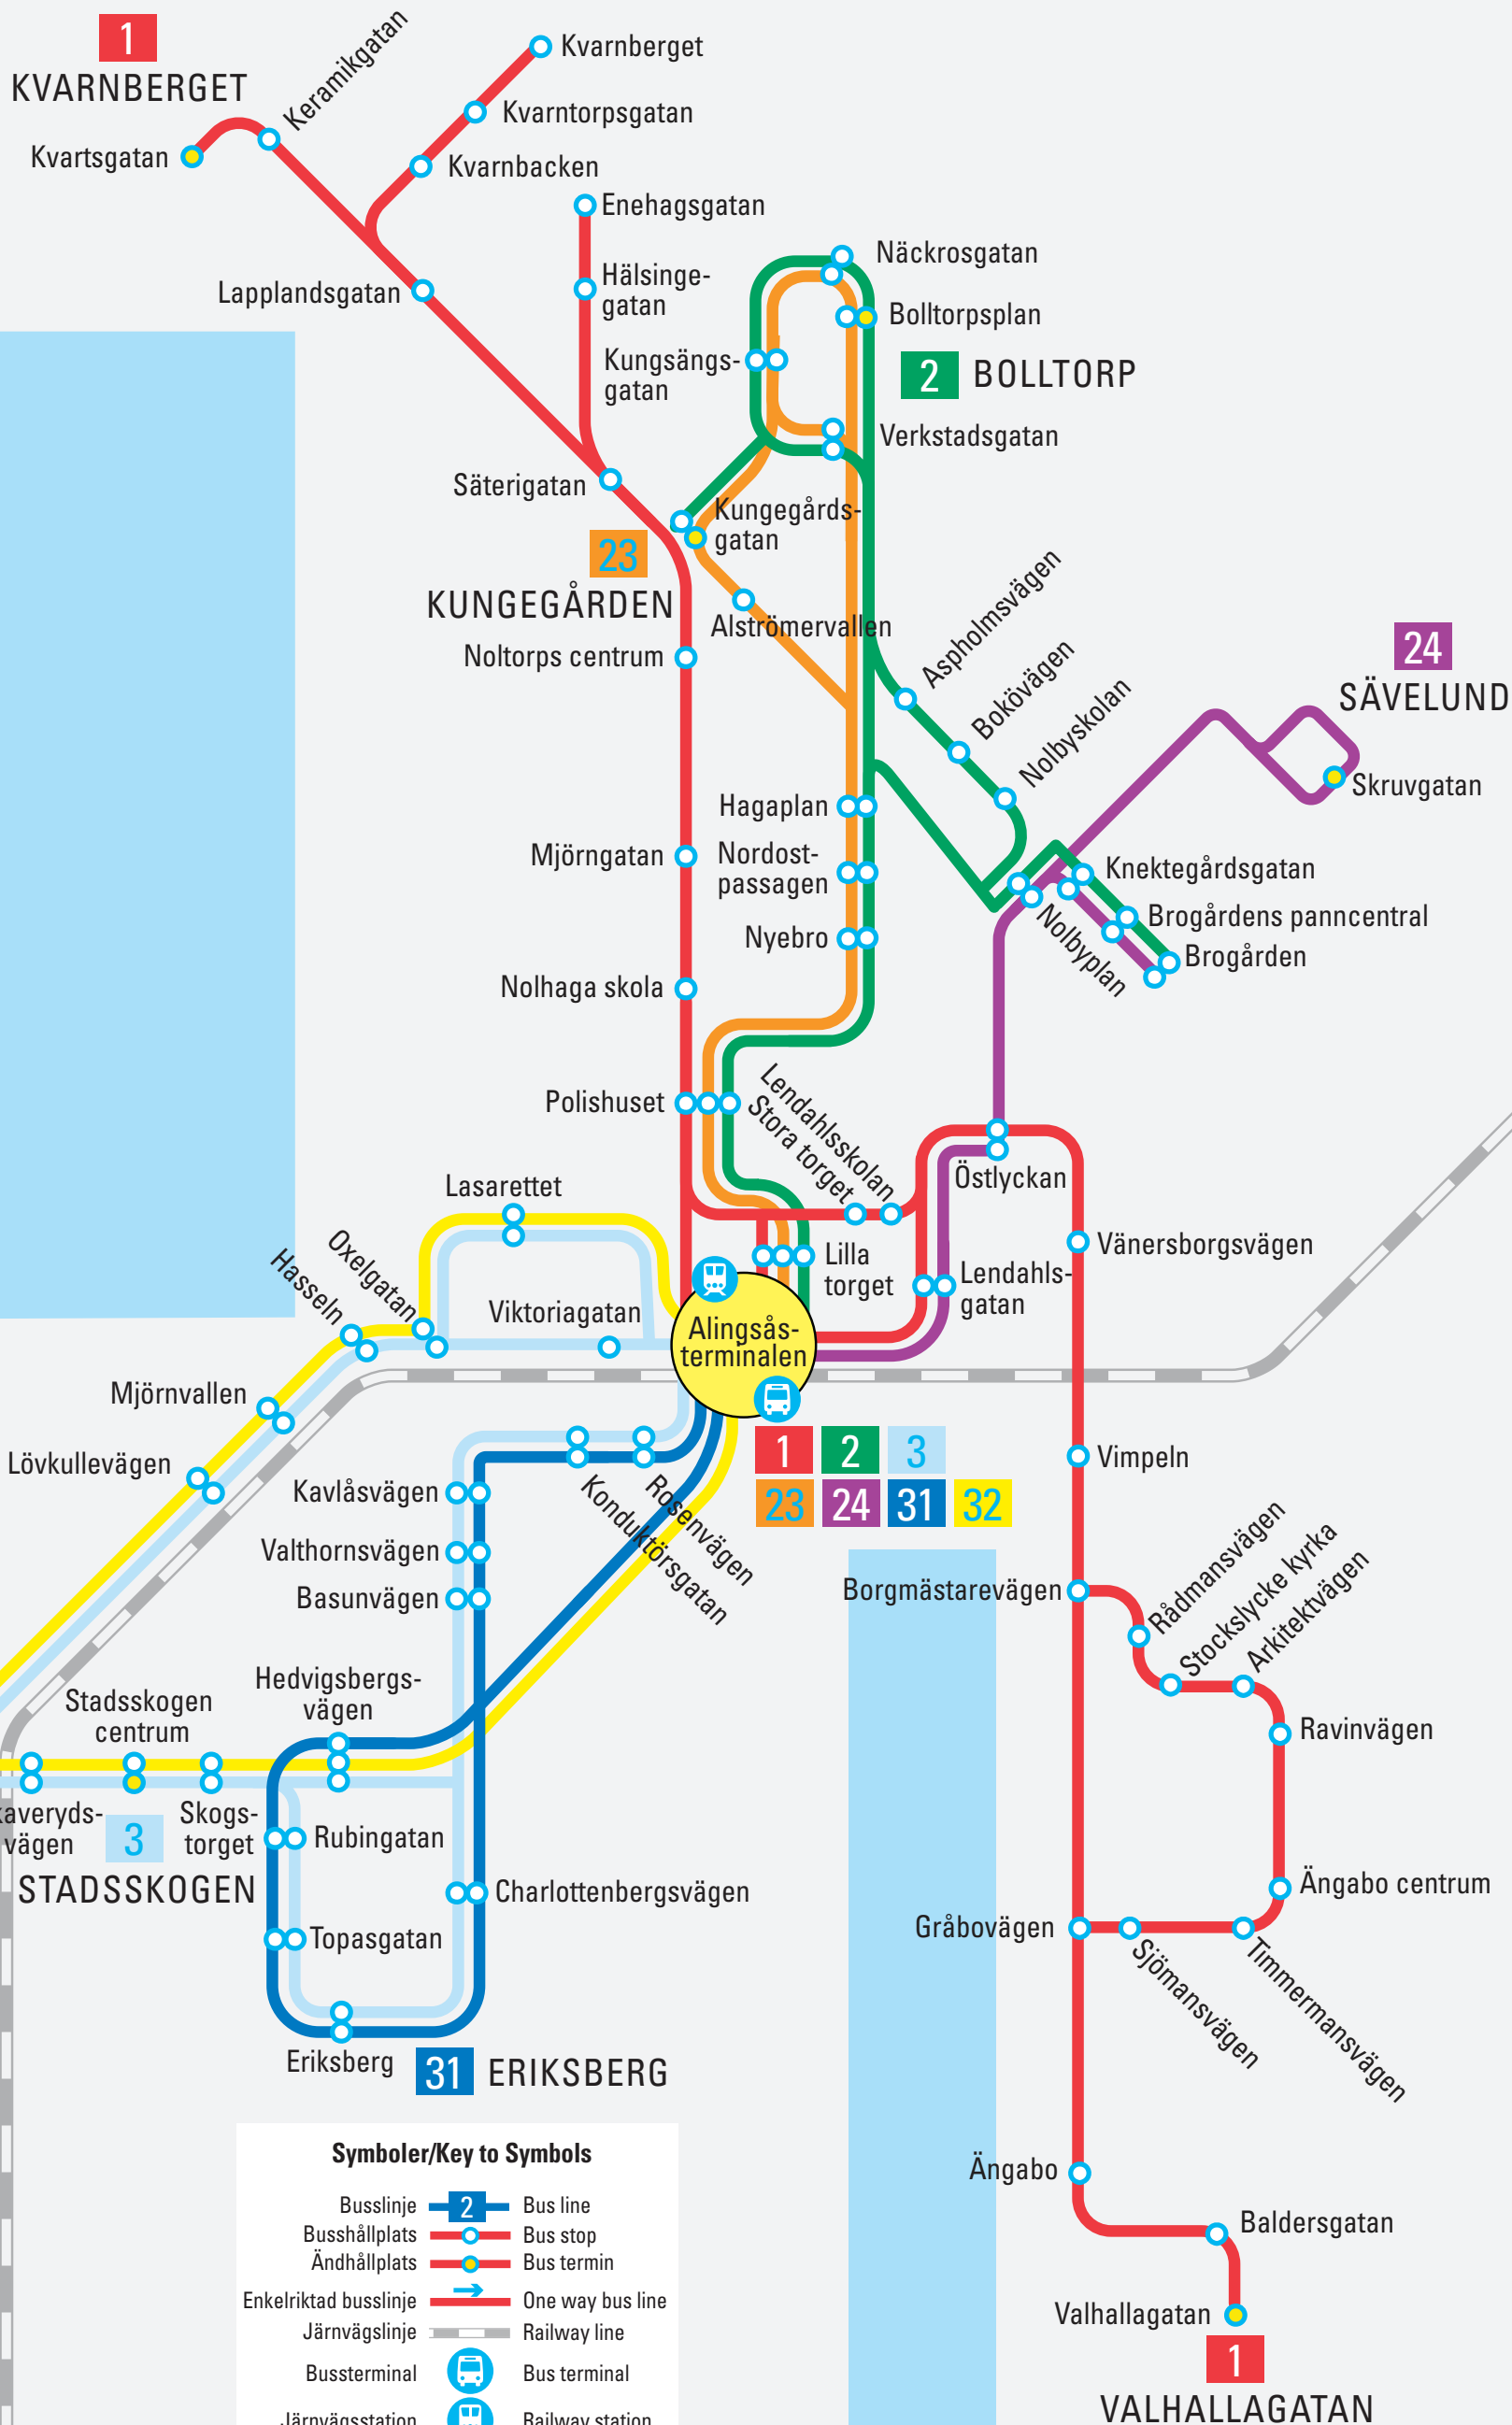 1
KVARNBERGET
Keramikgatan
Kvarnberget
Kvarntorpsgatan
Kvartsgatan
Kvarnbacken
Enehagsgatan
Lapplandsgatan
Hälsinge-
gatan
Näckrosgatan
Bolltorpsplan
Kungsängs-
gatan
2 BOLLTORP
Verkstadsgatan
Säterigatan
Kungegårds-
gatan
23
KUNGEGÅRDEN
Alströmervallen
Noltorps centrum
Aspholmsvägen
Bokövägen
Nolbyskolan
24
SÄVELUND
Skruvgatan
Hagaplan
Mjörngatan
Nordost-
passagen
Knektegårdsgatan
Brogårdens panncentral
Nyebro
Nolbyplan
Brogården
Nolhaga skola
Polishuset
Lendahlsskolan
Stora torget
Östlyckan
Lasarettet
Oxelgatan
Hasseln
Vänersborgsvägen
Lilla
torget
Lendahls-
gatan
Viktoriagatan
Alingsås-
terminalen
Mjörnvallen
Lövkullevägen
1 2 3
23 24 31 32
Vimpeln
Kavlåsvägen
Rosenvägen
Konduktörsgatan
Valthornsvägen
Basunvägen
Borgmästarevägen
Rådmansvägen
Stockslycke kyrka
Arkitektvägen
Hedvigsbergs-
vägen
Stadsskogen
centrum
Ravinvägen
kaveryds-
vägen
3
Skogs-
torget
Rubingatan
STADSSKOGEN
Charlottenbergsvägen
Ängabo centrum
Gråbovägen
Topasgatan
Sjömansvägen
Timmermansvägen
Eriksberg
31 ERIKSBERG
Ängabo
Baldersgatan
Valhallagatan
1
VALHALLAGATAN
Symboler/Key to Symbols
Busslinje 2 Bus line
Busshållplats Bus stop
Ändhållplats Bus termin
Enkelriktad busslinje One way bus line
Järnvägslinje Railway line
Bussterminal Bus terminal
Järnvägsstation Railway station